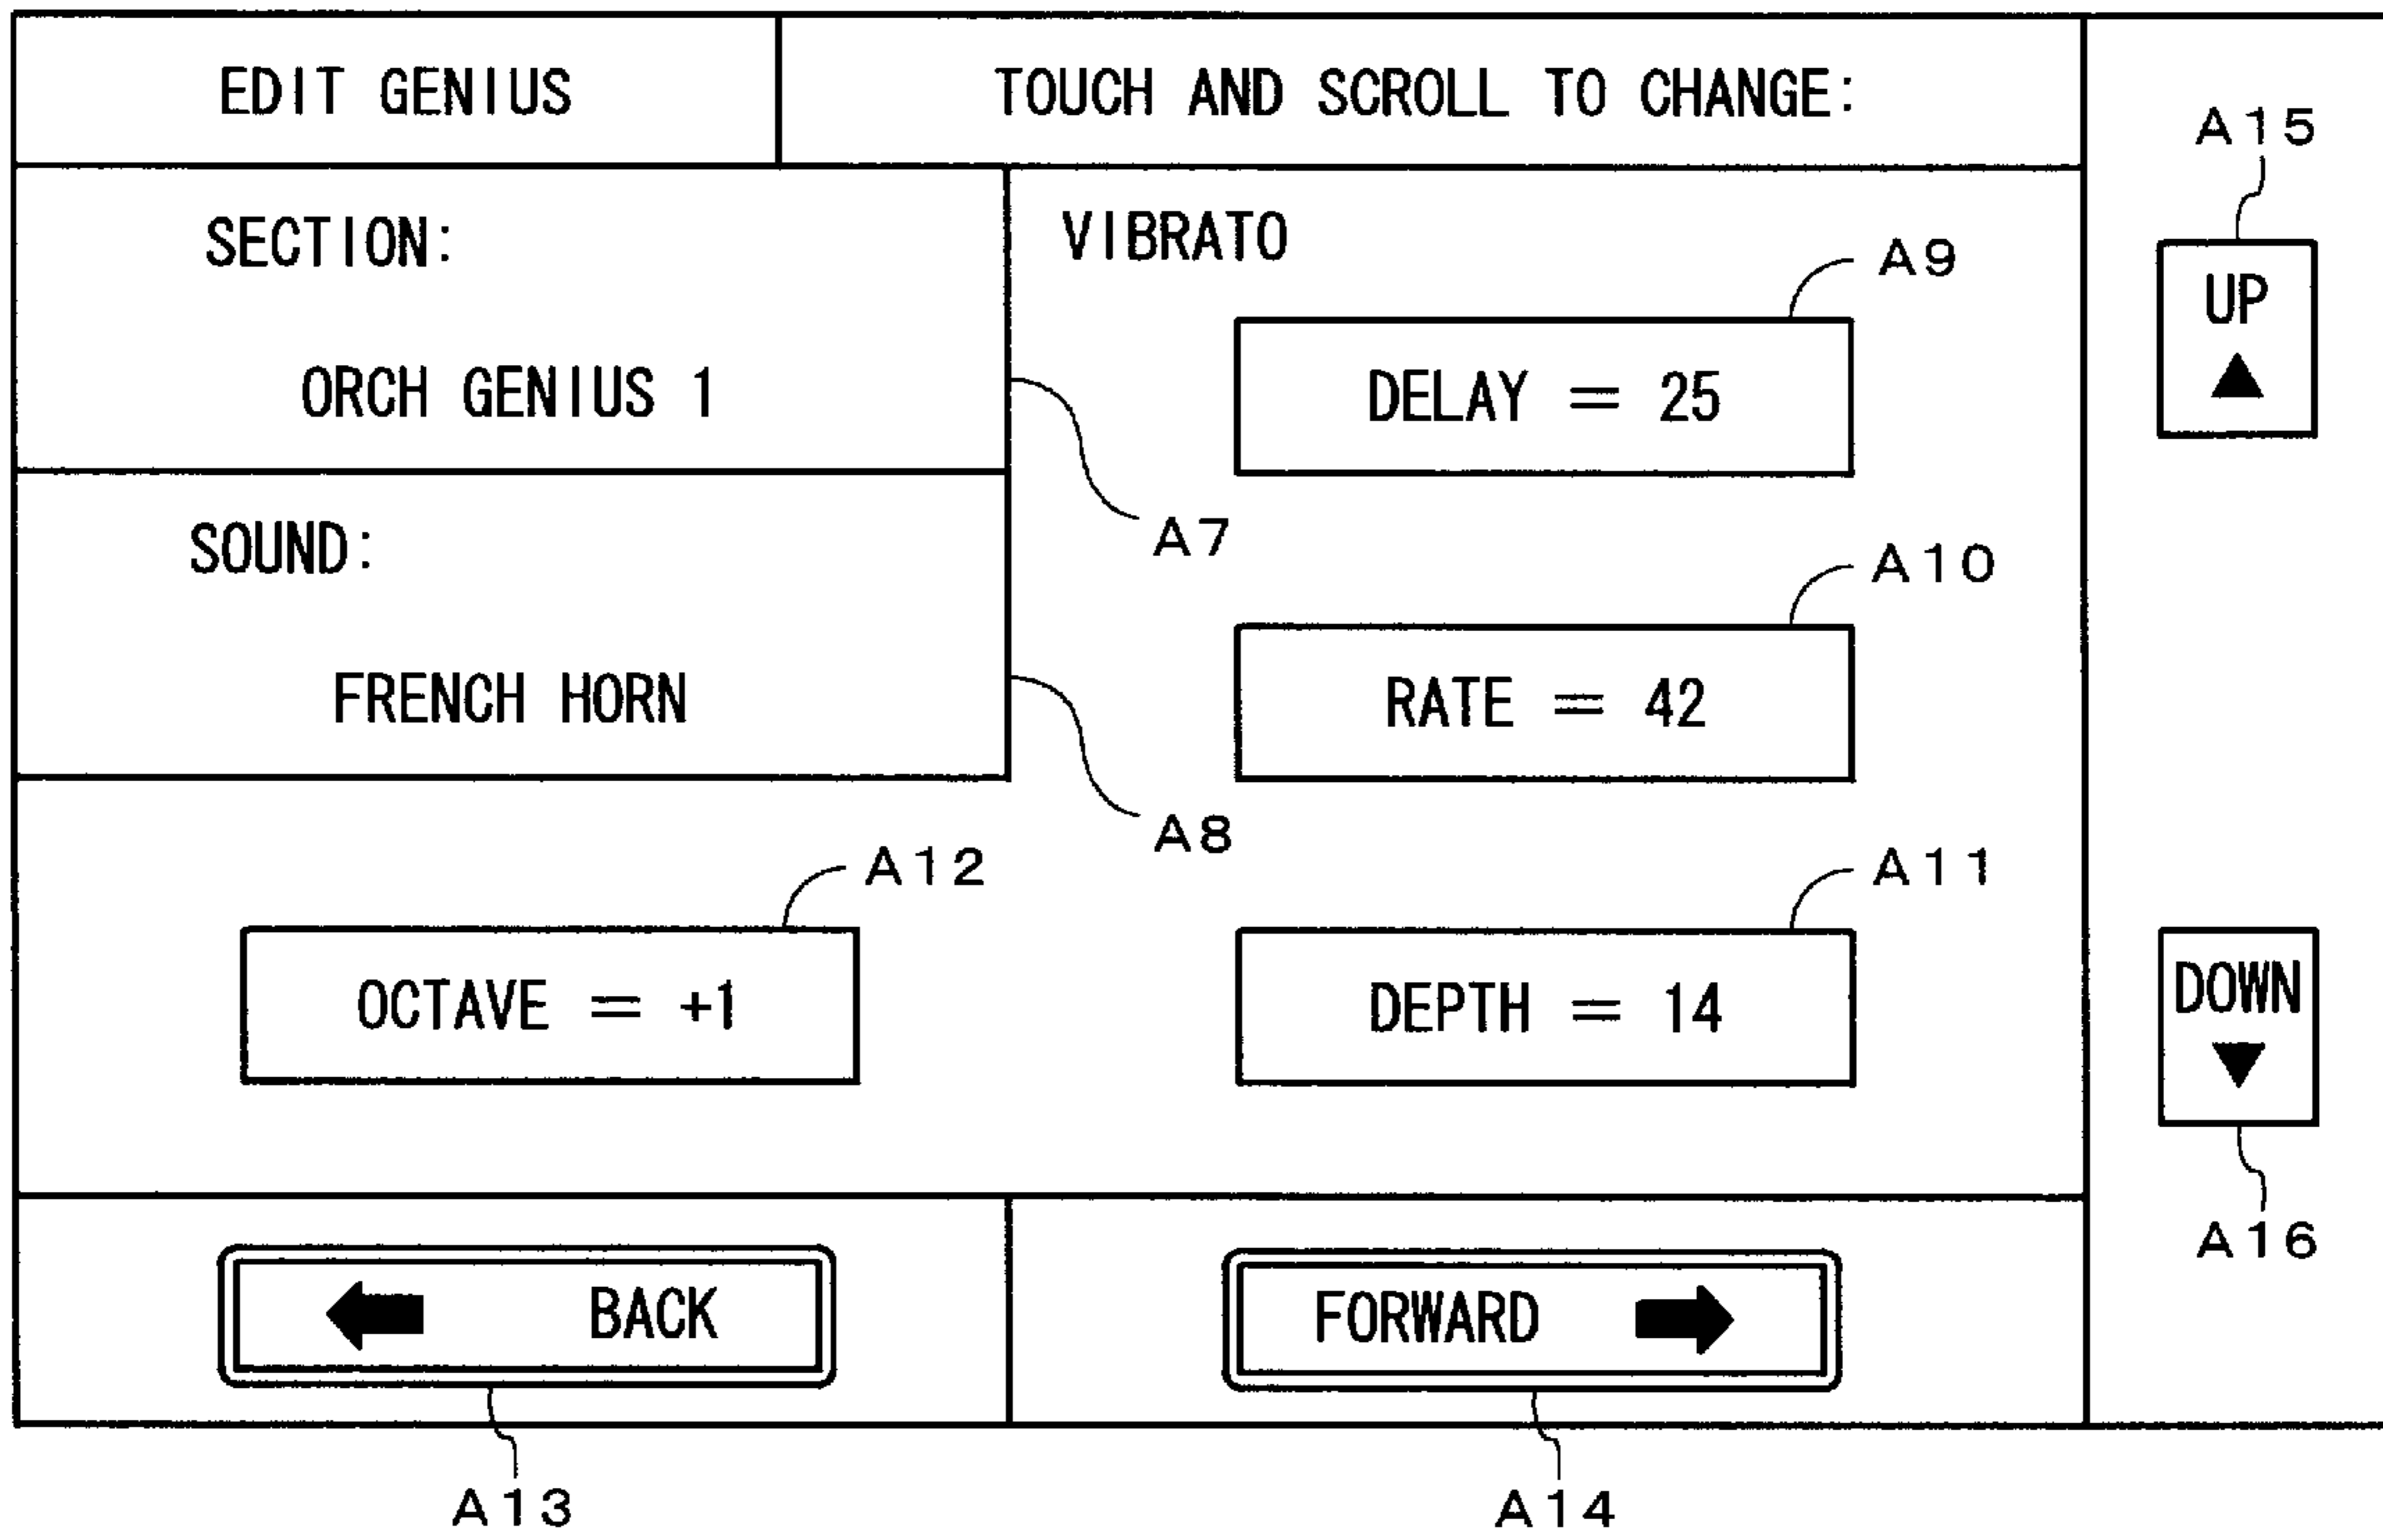 EDIT GENIUS
TOUCH AND SCROLL TO CHANGE:
A15
SECTION:
ORCH GENIUS 1
A7
VIBRATO
A9
DELAY = 25
UP
SOUND:
FRENCH HORN
A8
A10
RATE = 42
A12
OCTAVE = +1
A11
DEPTH = 14
DOWN
A16
BACK
FORWARD
A13
A14